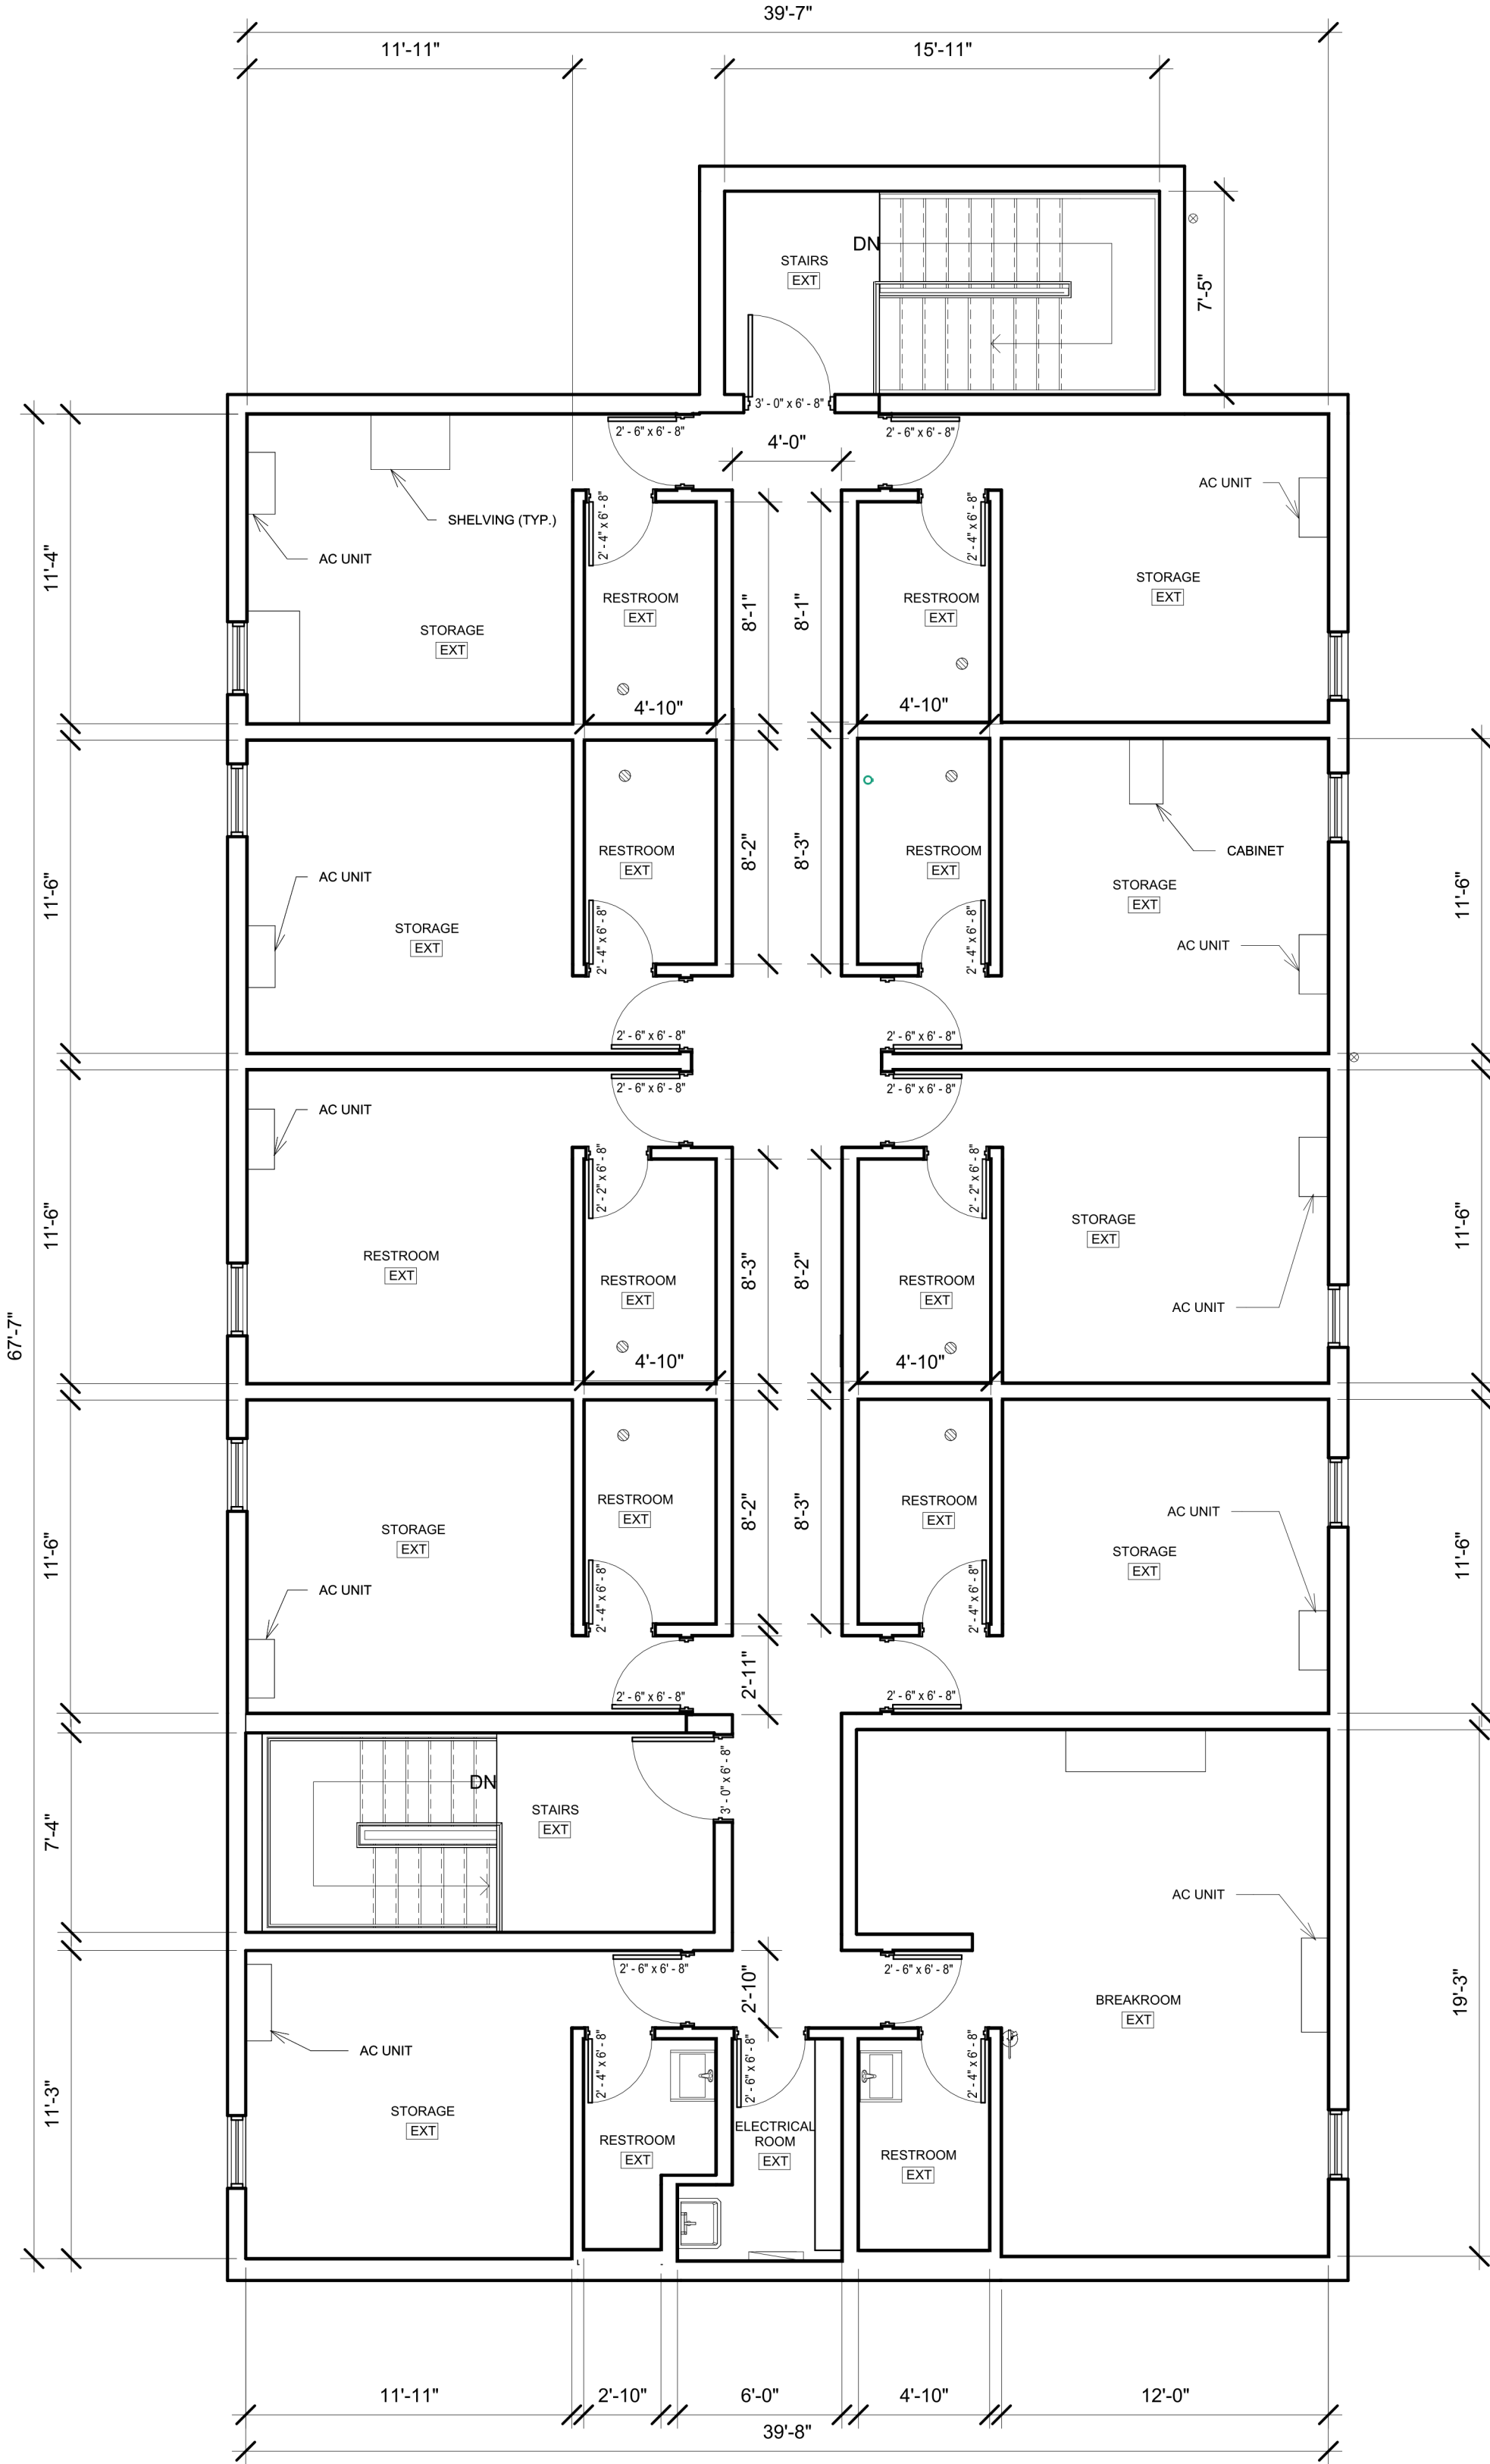 39'-7"
11'-11"
15'-11"
DN
STAIRS
EXT
7'-5"
3' - 0" x 6' - 8"
2' - 6" x 6' - 8"
2' - 6" x 6' - 8"
4'-0"
AC UNIT
SHELVING (TYP.)
2' - 4" x 6' - 8"
2' - 4" x 6' - 8"
AC UNIT
11'-4"
STORAGE
EXT
RESTROOM
EXT
8'-1"
8'-1"
RESTROOM
EXT
STORAGE
EXT
4'-10"
4'-10"
CABINET
RESTROOM
EXT
8'-2"
8'-3"
RESTROOM
EXT
AC UNIT
STORAGE
EXT
11'-6"
11'-6"
STORAGE
EXT
AC UNIT
2' - 4" x 6' - 8"
2' - 4" x 6' - 8"
2' - 6" x 6' - 8"
2' - 6" x 6' - 8"
2' - 6" x 6' - 8"
2' - 6" x 6' - 8"
AC UNIT
2' - 2" x 6' - 8"
2' - 2" x 6' - 8"
11'-6"
RESTROOM
EXT
RESTROOM
EXT
8'-3"
8'-2"
RESTROOM
EXT
STORAGE
EXT
11'-6"
AC UNIT
67'-7"
4'-10"
4'-10"
AC UNIT
RESTROOM
EXT
8'-2"
8'-3"
RESTROOM
EXT
STORAGE
EXT
11'-6"
11'-6"
STORAGE
EXT
AC UNIT
2' - 4" x 6' - 8"
2' - 4" x 6' - 8"
2'-11"
2' - 6" x 6' - 8"
2' - 6" x 6' - 8"
DN
3' - 0" x 6' - 8"
STAIRS
EXT
7'-4"
AC UNIT
2' - 6" x 6' - 8"
2'-10"
2' - 6" x 6' - 8"
BREAKROOM
EXT
19'-3"
AC UNIT
2' - 4" x 6' - 8"
2' - 6" x 6' - 8"
2' - 4" x 6' - 8"
11'-3"
STORAGE
EXT
RESTROOM
EXT
ELECTRICAL
ROOM
EXT
RESTROOM
EXT
11'-11"
2'-10"
6'-0"
4'-10"
12'-0"
39'-8"